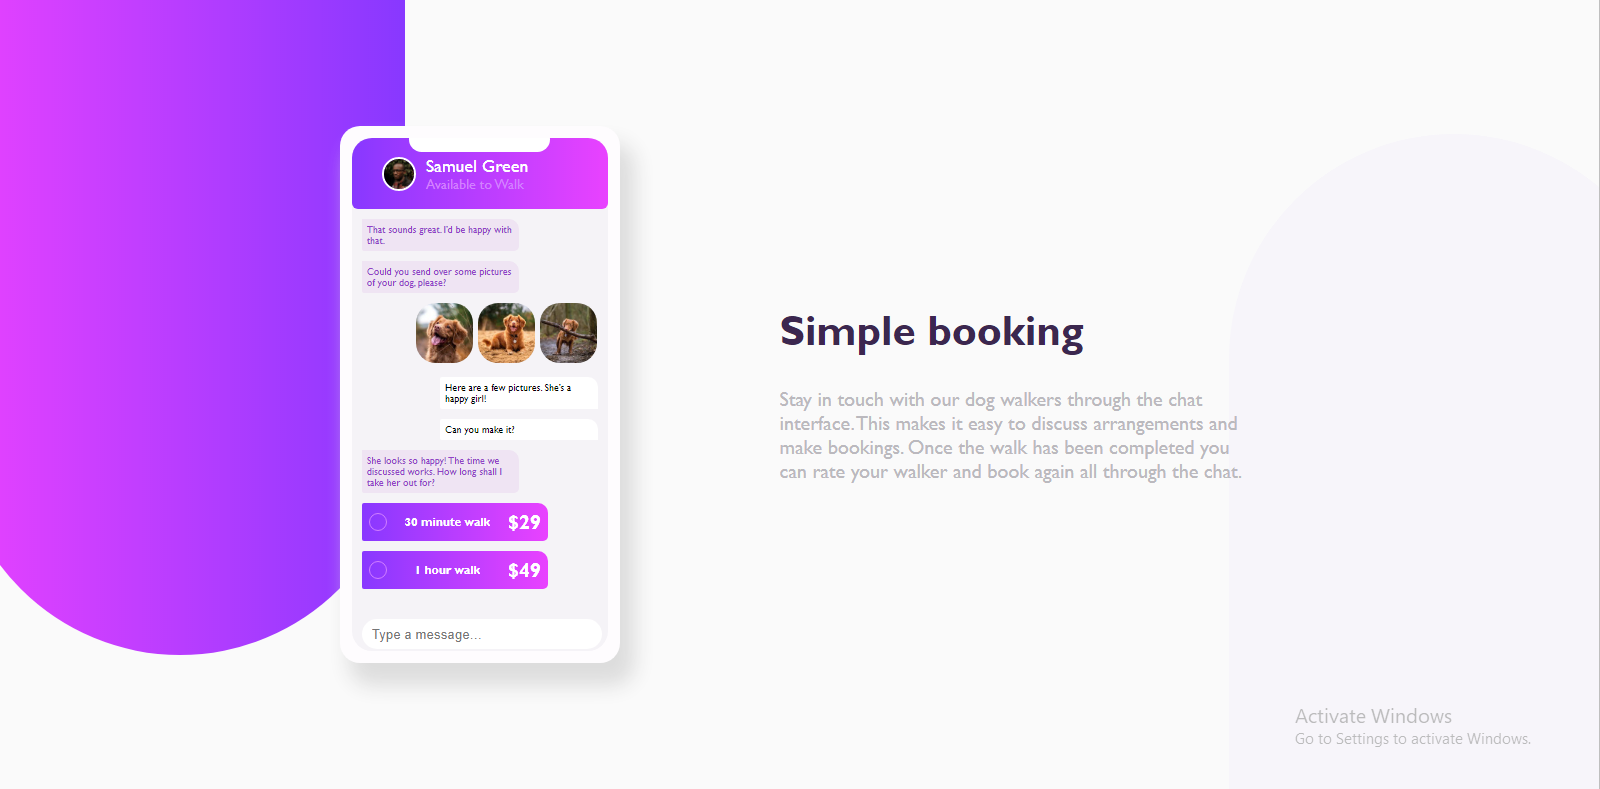 Samuel Green
Available to Walk
That sounds great. I'd be happy with
that.
Could you send over some pictures
of your dog, please?
Here are a few pictures. She's a
happy girl!
Can you make it?
She looks so happy! The time we
discussed works. How long shall I
take her out for?
30 minute walk $29
1 hour walk $49
Type a message...
Simple booking
Stay in touch with our dog walkers through the chat
interface. This makes it easy to discuss arrangements and
make bookings. Once the walk has been completed you
can rate your walker and book again all through the chat.
Activate Windows
Go to Settings to activate Windows.